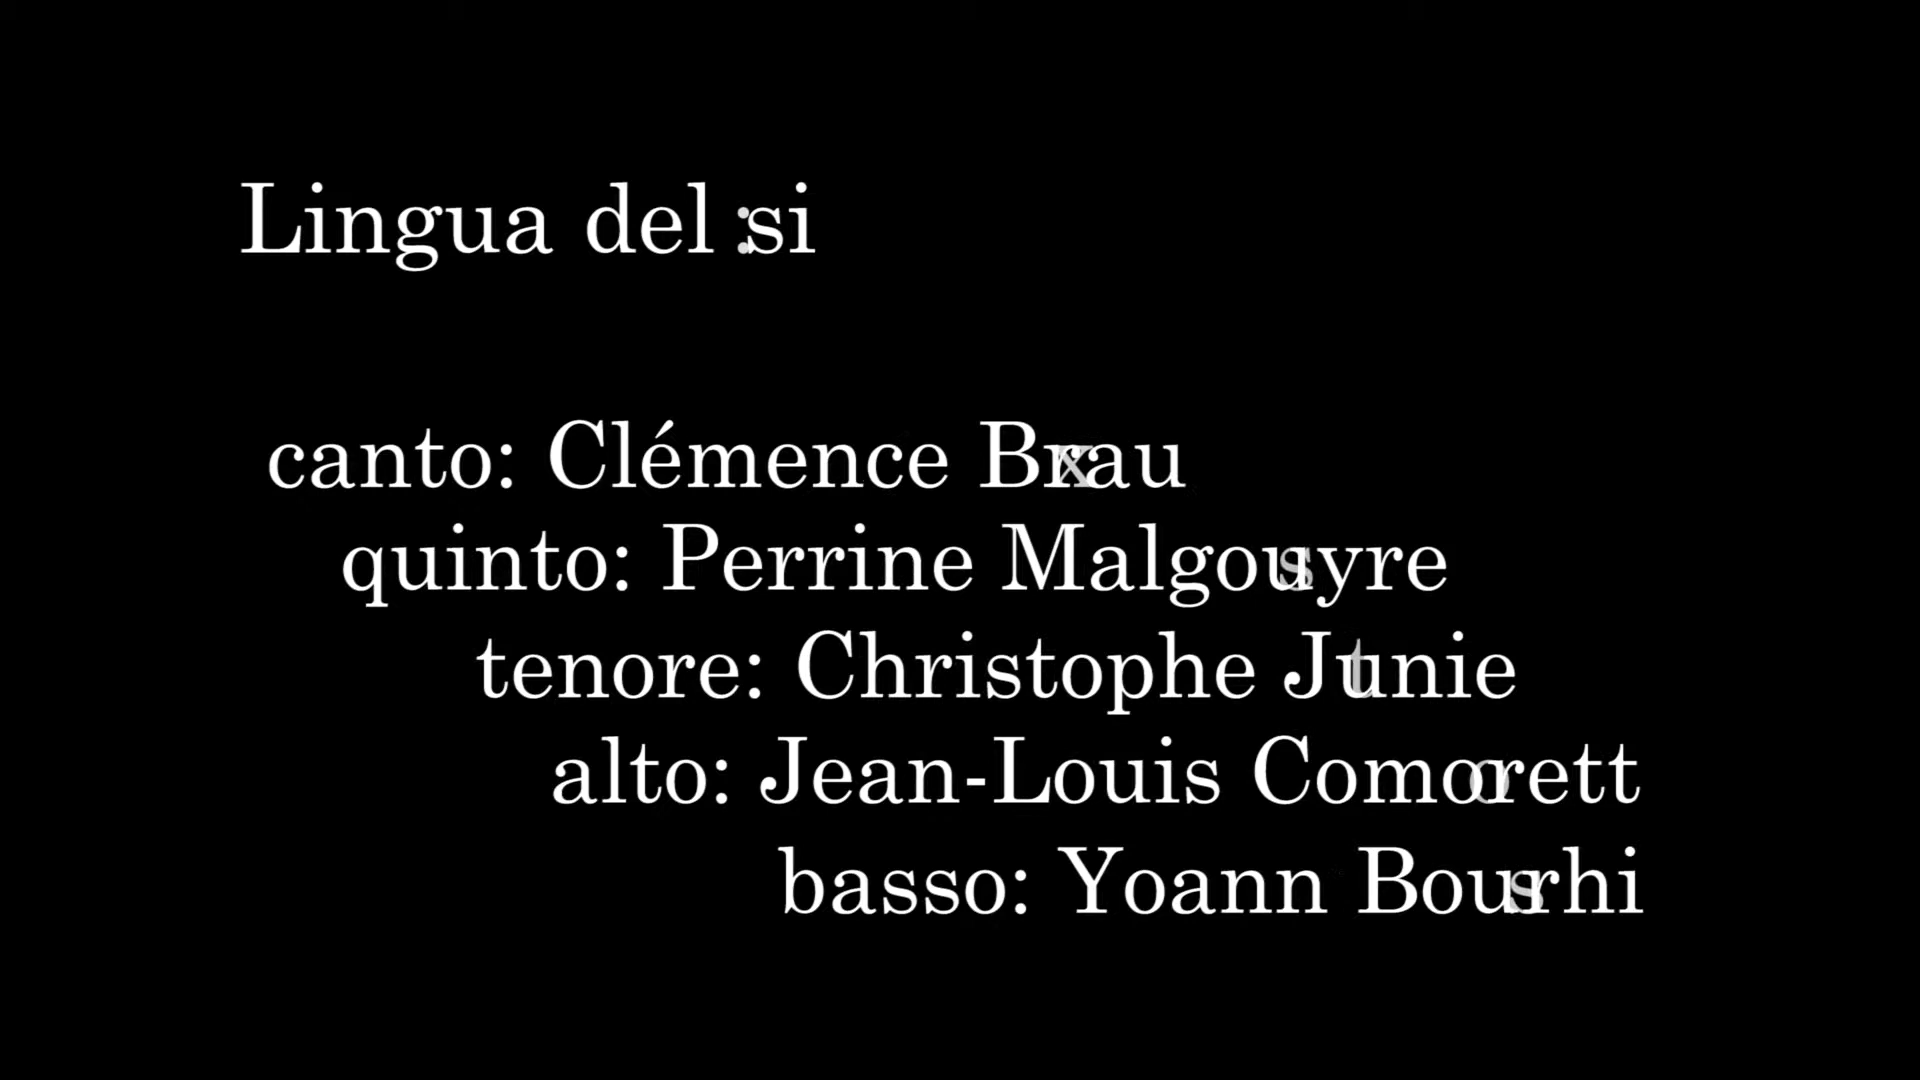 Lingua del si
canto: Clémence Brau
quinto: Perrine Malgouyre
tenore: Christophe Junie
alto: Jean-Louis Comorett
basso: Yoann Bourhi